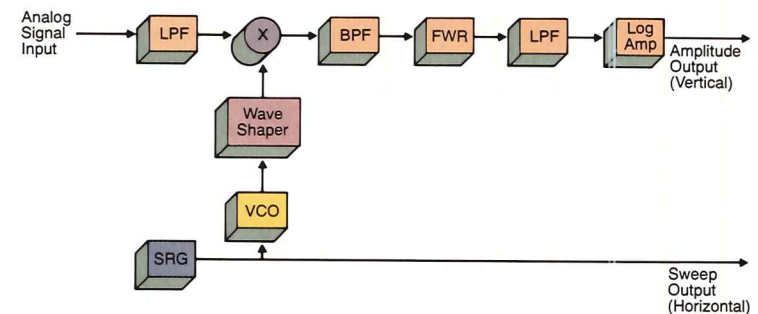 Analog
Signal
Input
LPF
X
BPF
FWR
LPF
Log
Amp
Amplitude
Output
(Vertical)
Wave
Shaper
VCO
SRG
Sweep
Output
(Horizontal)